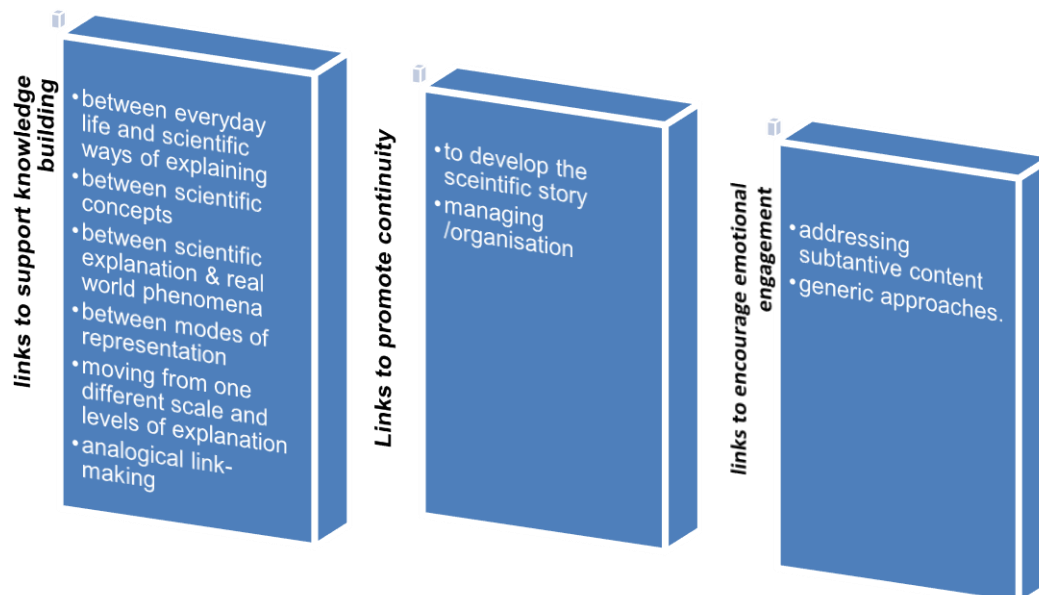 links to support knowledge
building
•between everyday
life and scientific
ways of explaining
•between scientific
concepts
•between scientific
explanation & real
world phenomena
•between modes of
representation
•moving from one
different scale and
levels of explanation
•analogical link-
making
Links to promote continuity
•to develop the
sceintific story
•managing
/organisation
links to encourage emotional
engagement
•addressing
subtantive content
•generic approaches.